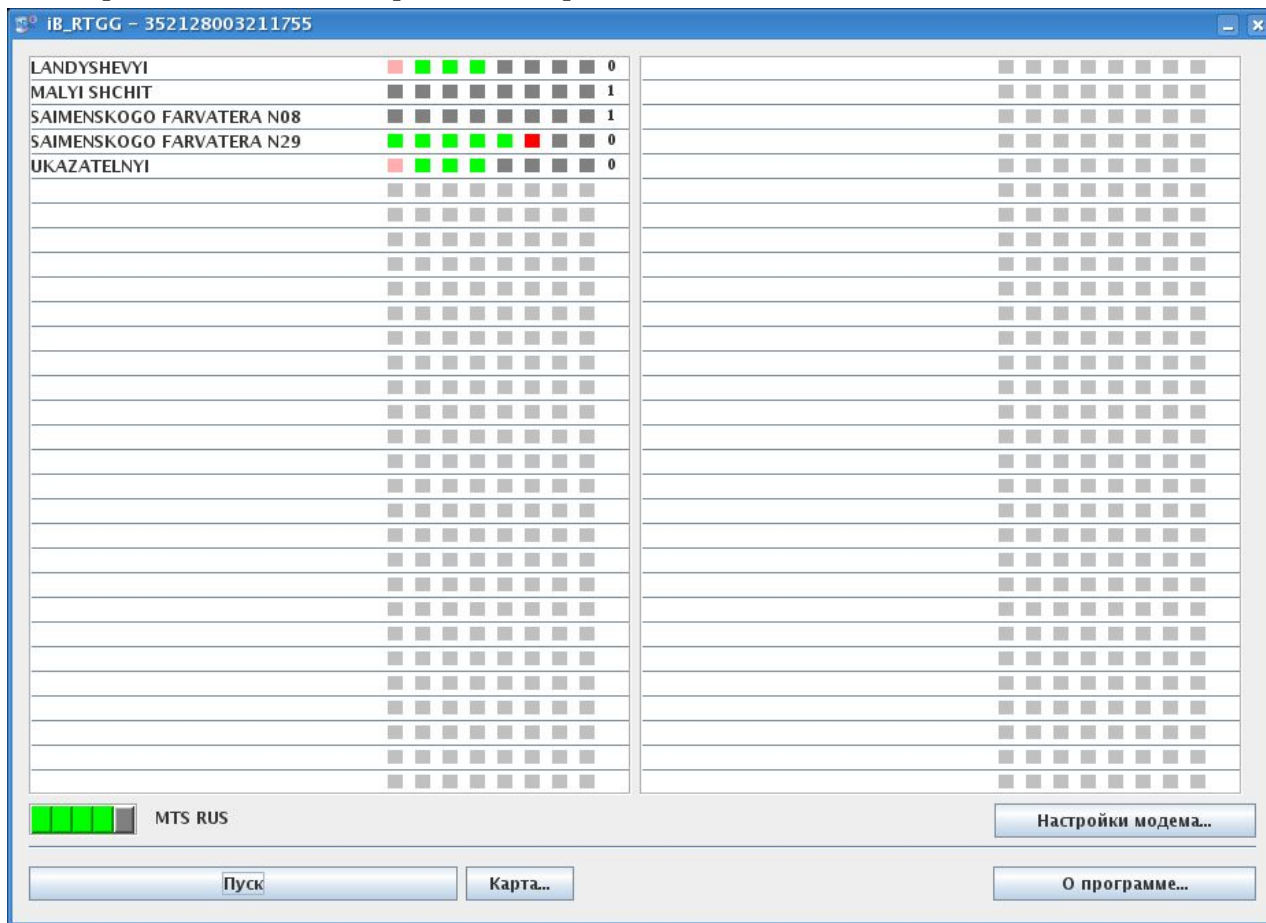 iB_RTGG - 352128003211755
LANDYSHEVYI 0
MALYI SHCHIT 1
SAIMENSKOGO FARVATERA N08 1
SAIMENSKOGO FARVATERA N29 0
UKAZATELNYI 0
MTS RUS
Настройки модема...
Пуск
Карта...
О программе...